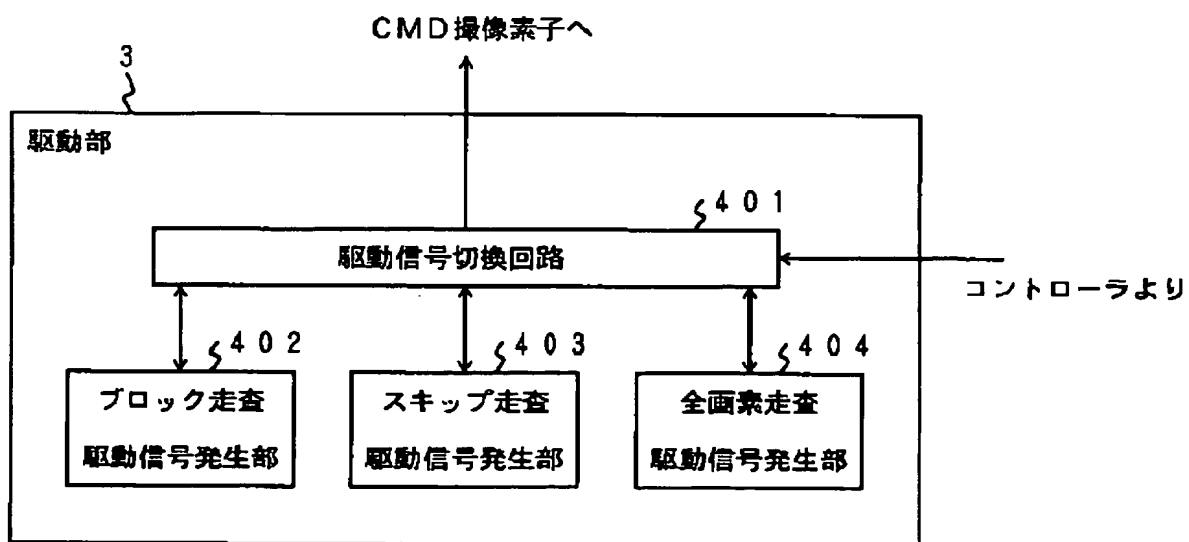 CMD撮像素子へ
3
駆動部
401
駆動信号切換回路
コントローラより
402
403
404
ブロック走査
駆動信号発生部
スキップ走査
駆動信号発生部
全画素走査
駆動信号発生部